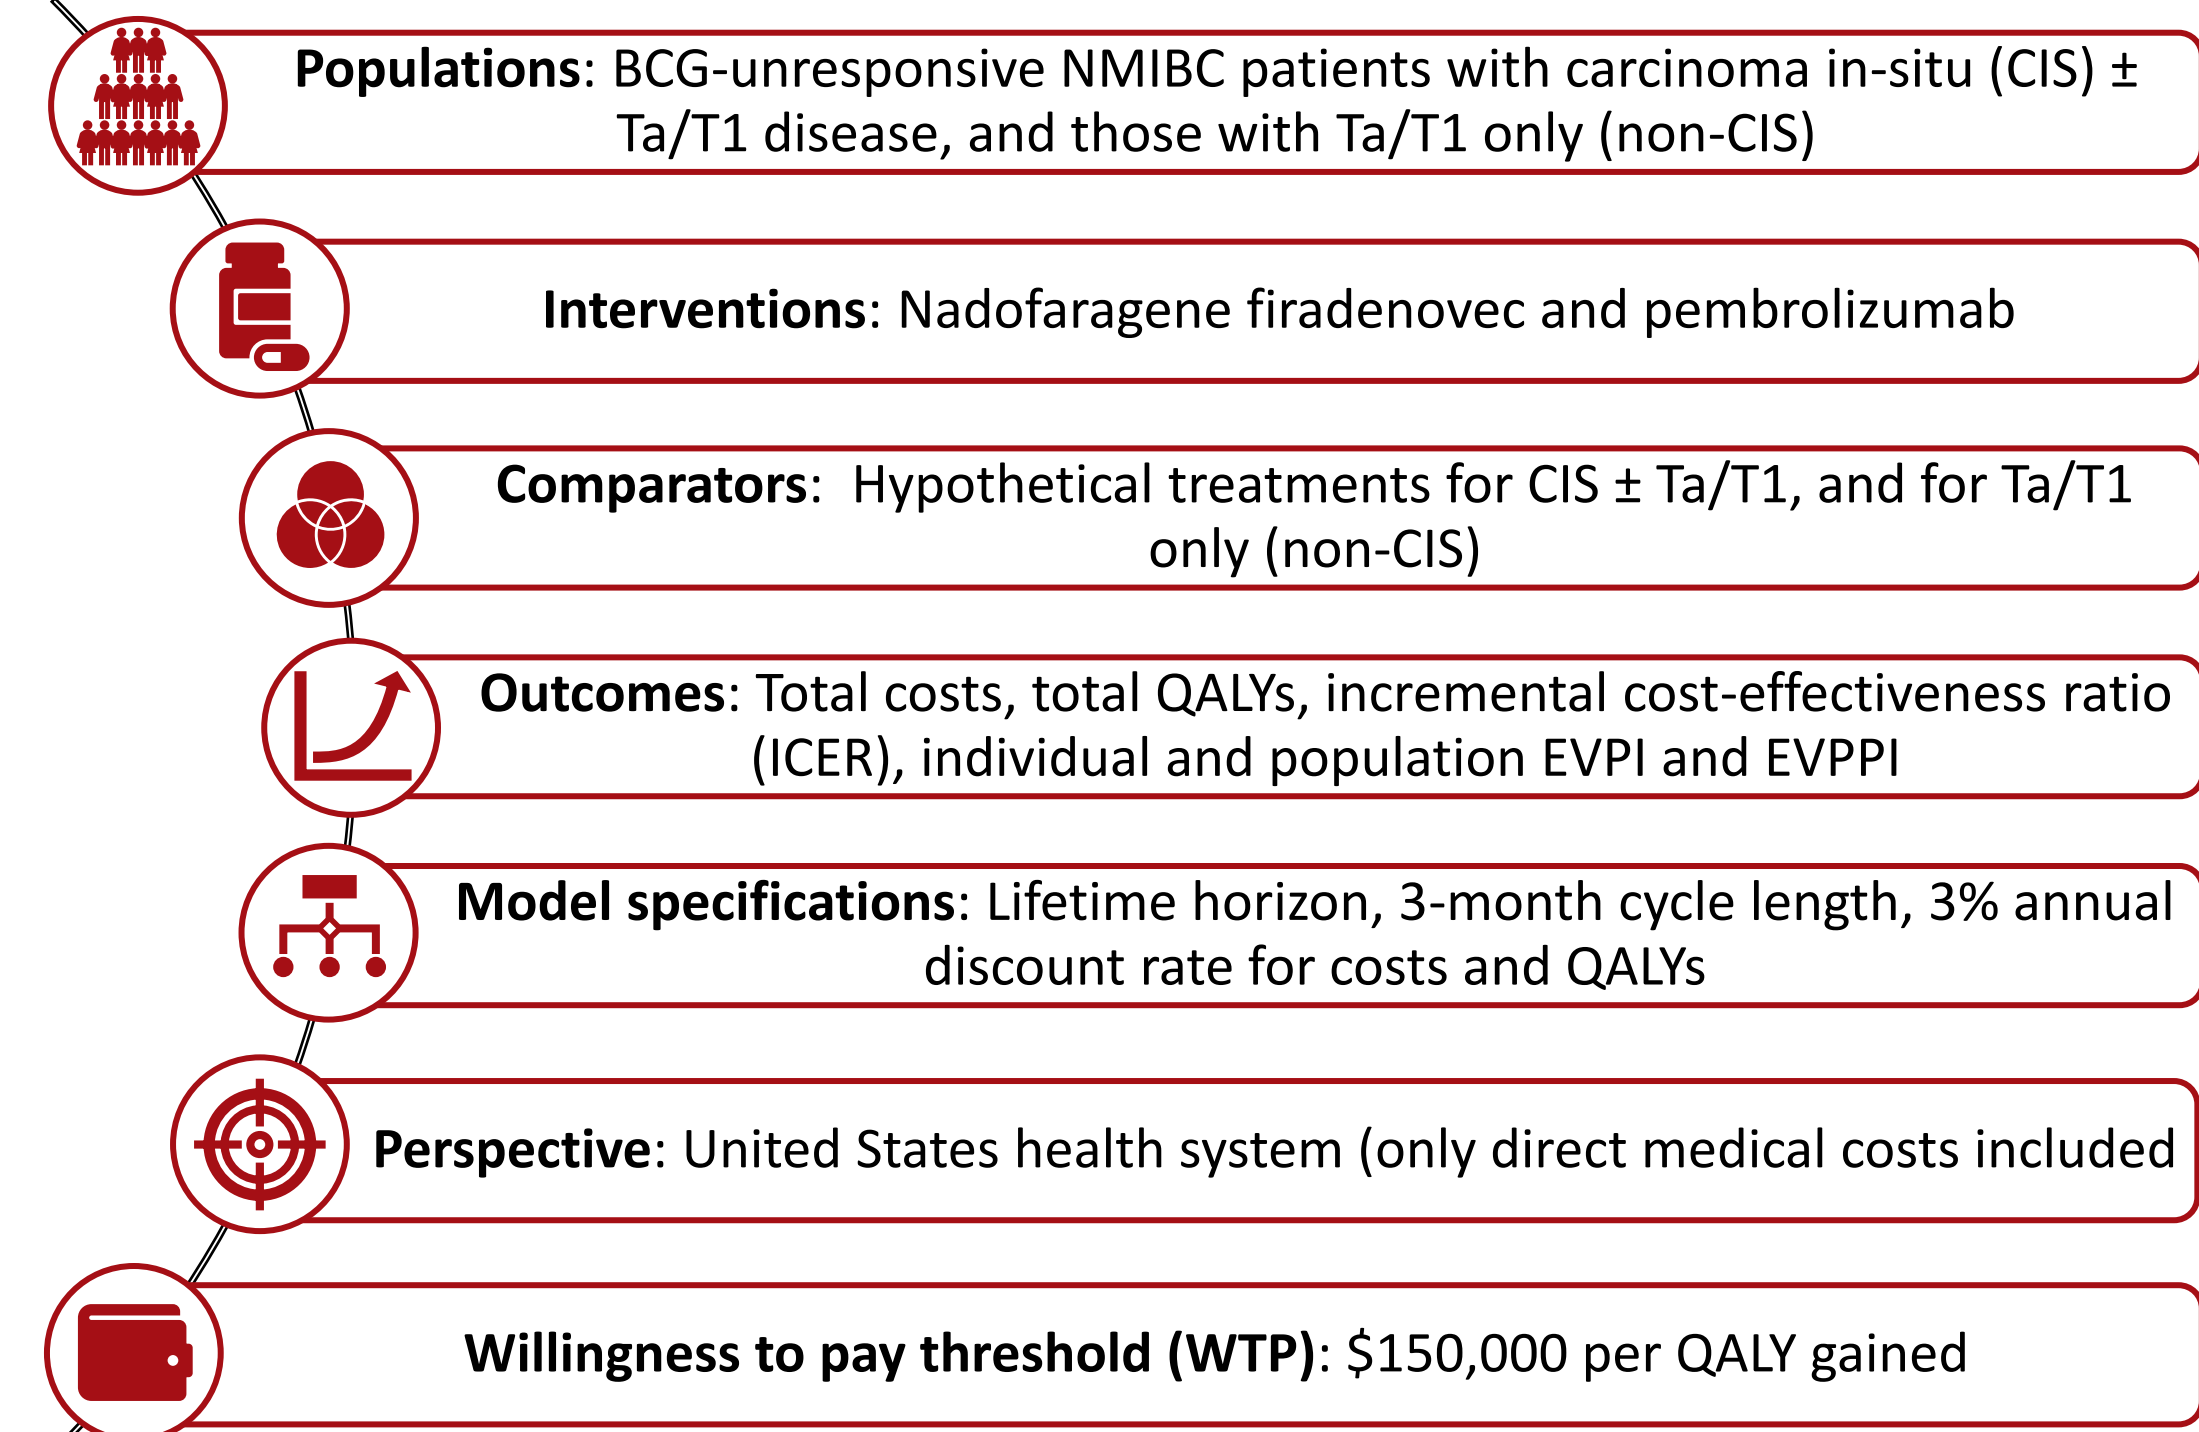 Populations: BCG-unresponsive NMIBC patients with carcinoma in-situ (CIS) ±
Ta/T1 disease, and those with Ta/T1 only (non-CIS)
Interventions: Nadofaragene firadenovec and pembrolizumab
Comparators:  Hypothetical treatments for CIS ± Ta/T1, and for Ta/T1
only (non-CIS)
Outcomes: Total costs, total QALYs, incremental cost-effectiveness ratio
(ICER), individual and population EVPI and EVPPI
Model specifications: Lifetime horizon, 3-month cycle length, 3% annual
discount rate for costs and QALYs
Perspective: United States health system (only direct medical costs included
Willingness to pay threshold (WTP): $150,000 per QALY gained